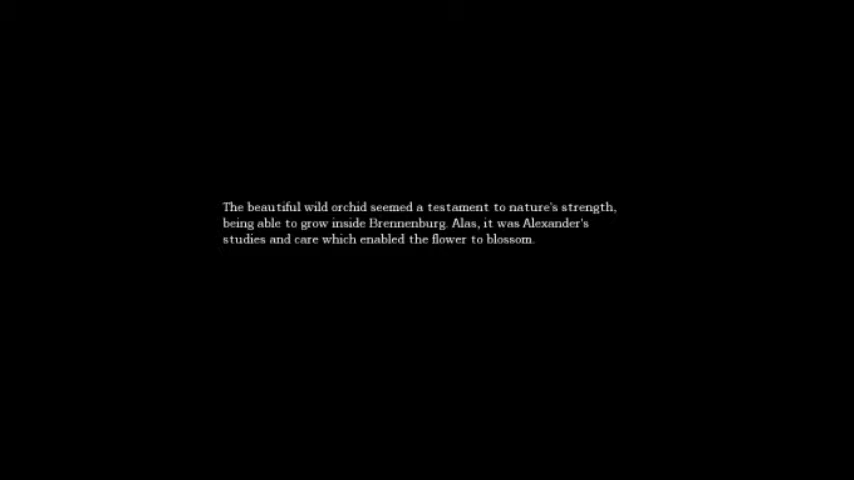 The beautiful wild orchid seemed a testament to nature's strength,
being able to grow inside Brennenburg. Alas, it was Alexander's
studies and care which enabled the flower to blossom.